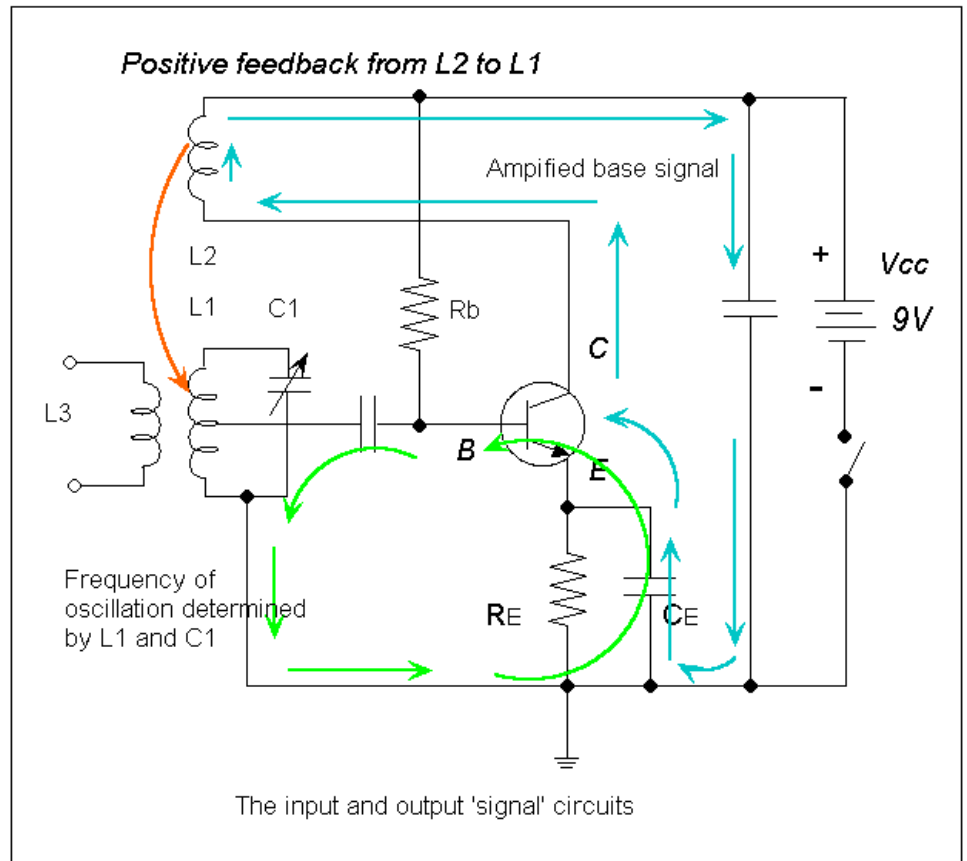 Positive feedback from L2 to L1
Ampified base signal
L2
+
Vcc
L1
C1
Rb
9V
C
-
L3
B
E
Frequency of
oscillation determined
by L1 and C1
RE
CE
The input and output 'signal' circuits